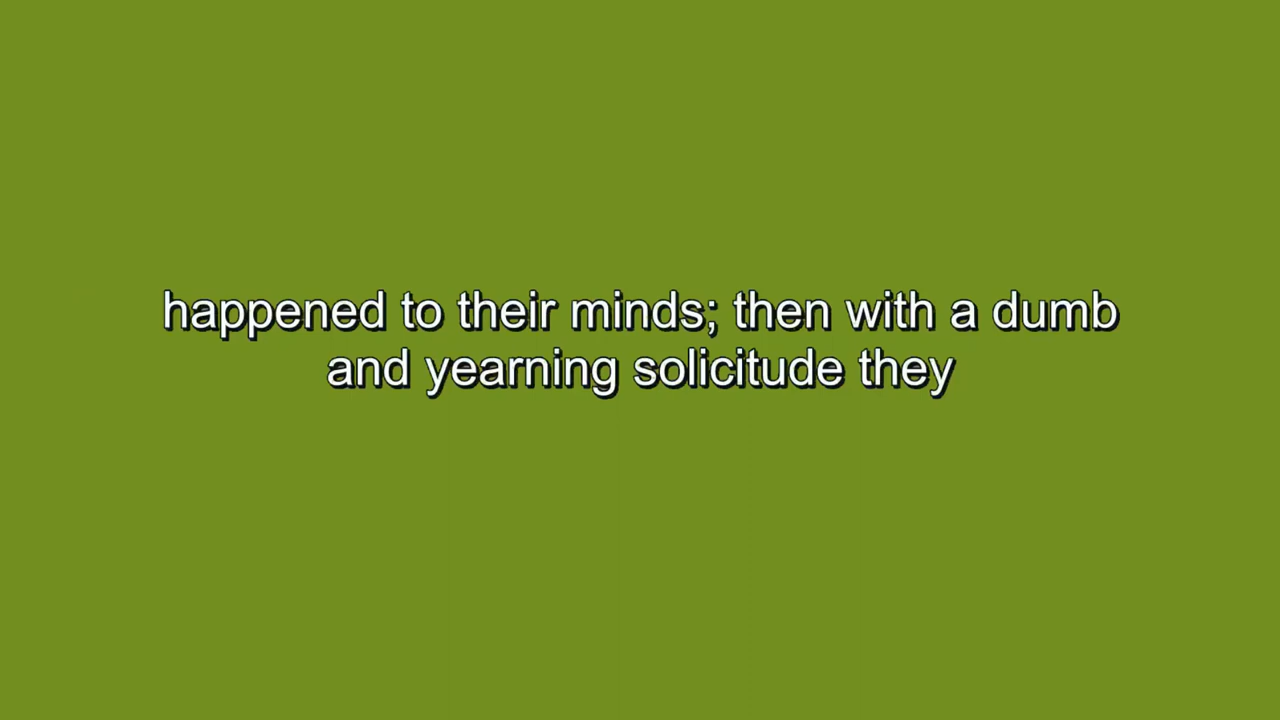 happened to their minds; then with a dumb
and yearning solicitude they